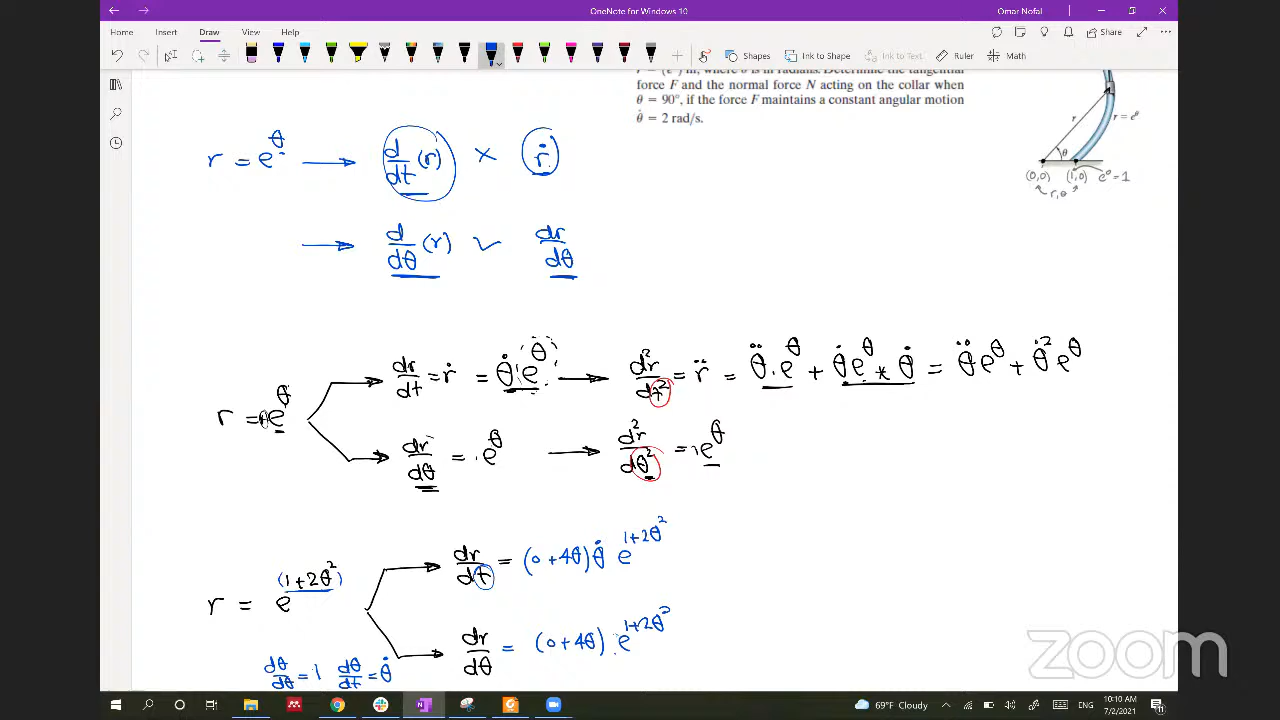 OneNote for Windows 10
Omar Nofal
Home Insert Draw View Help
Share
Shapes Ink to Shape Ink to Text Ruler Math
force F and the normal force N acting on the collar when
θ = 90°, if the force F maintains a constant angular motion
θ̇ = 2 rad/s.
r
θ
r = e^θ
(0,0) (1,0) e⁰ = 1
r, θ
r = e^θ → d/dt (r) × ṙ
→ d/dθ (r) ✓ dr/dθ
r = e^θ
dr/dt = ṙ = θ̇ e^θ → d²r/dt² = r̈ = θ̈ · e^θ + θ̇ e^θ * θ̇ = θ̈ e^θ + θ̇² e^θ
dr/dθ = · e^θ → d²r/dθ² = · e^θ
r = e^(1+2θ²)
dr/dt = (0 + 4θ) θ̇ e^1+2θ²
dr/dθ = (0 + 4θ) · e^1+2θ²
dθ/dθ = 1 dθ/dt = θ̇
zoom
69°F Cloudy
ENG
10:10 AM
7/2/2021